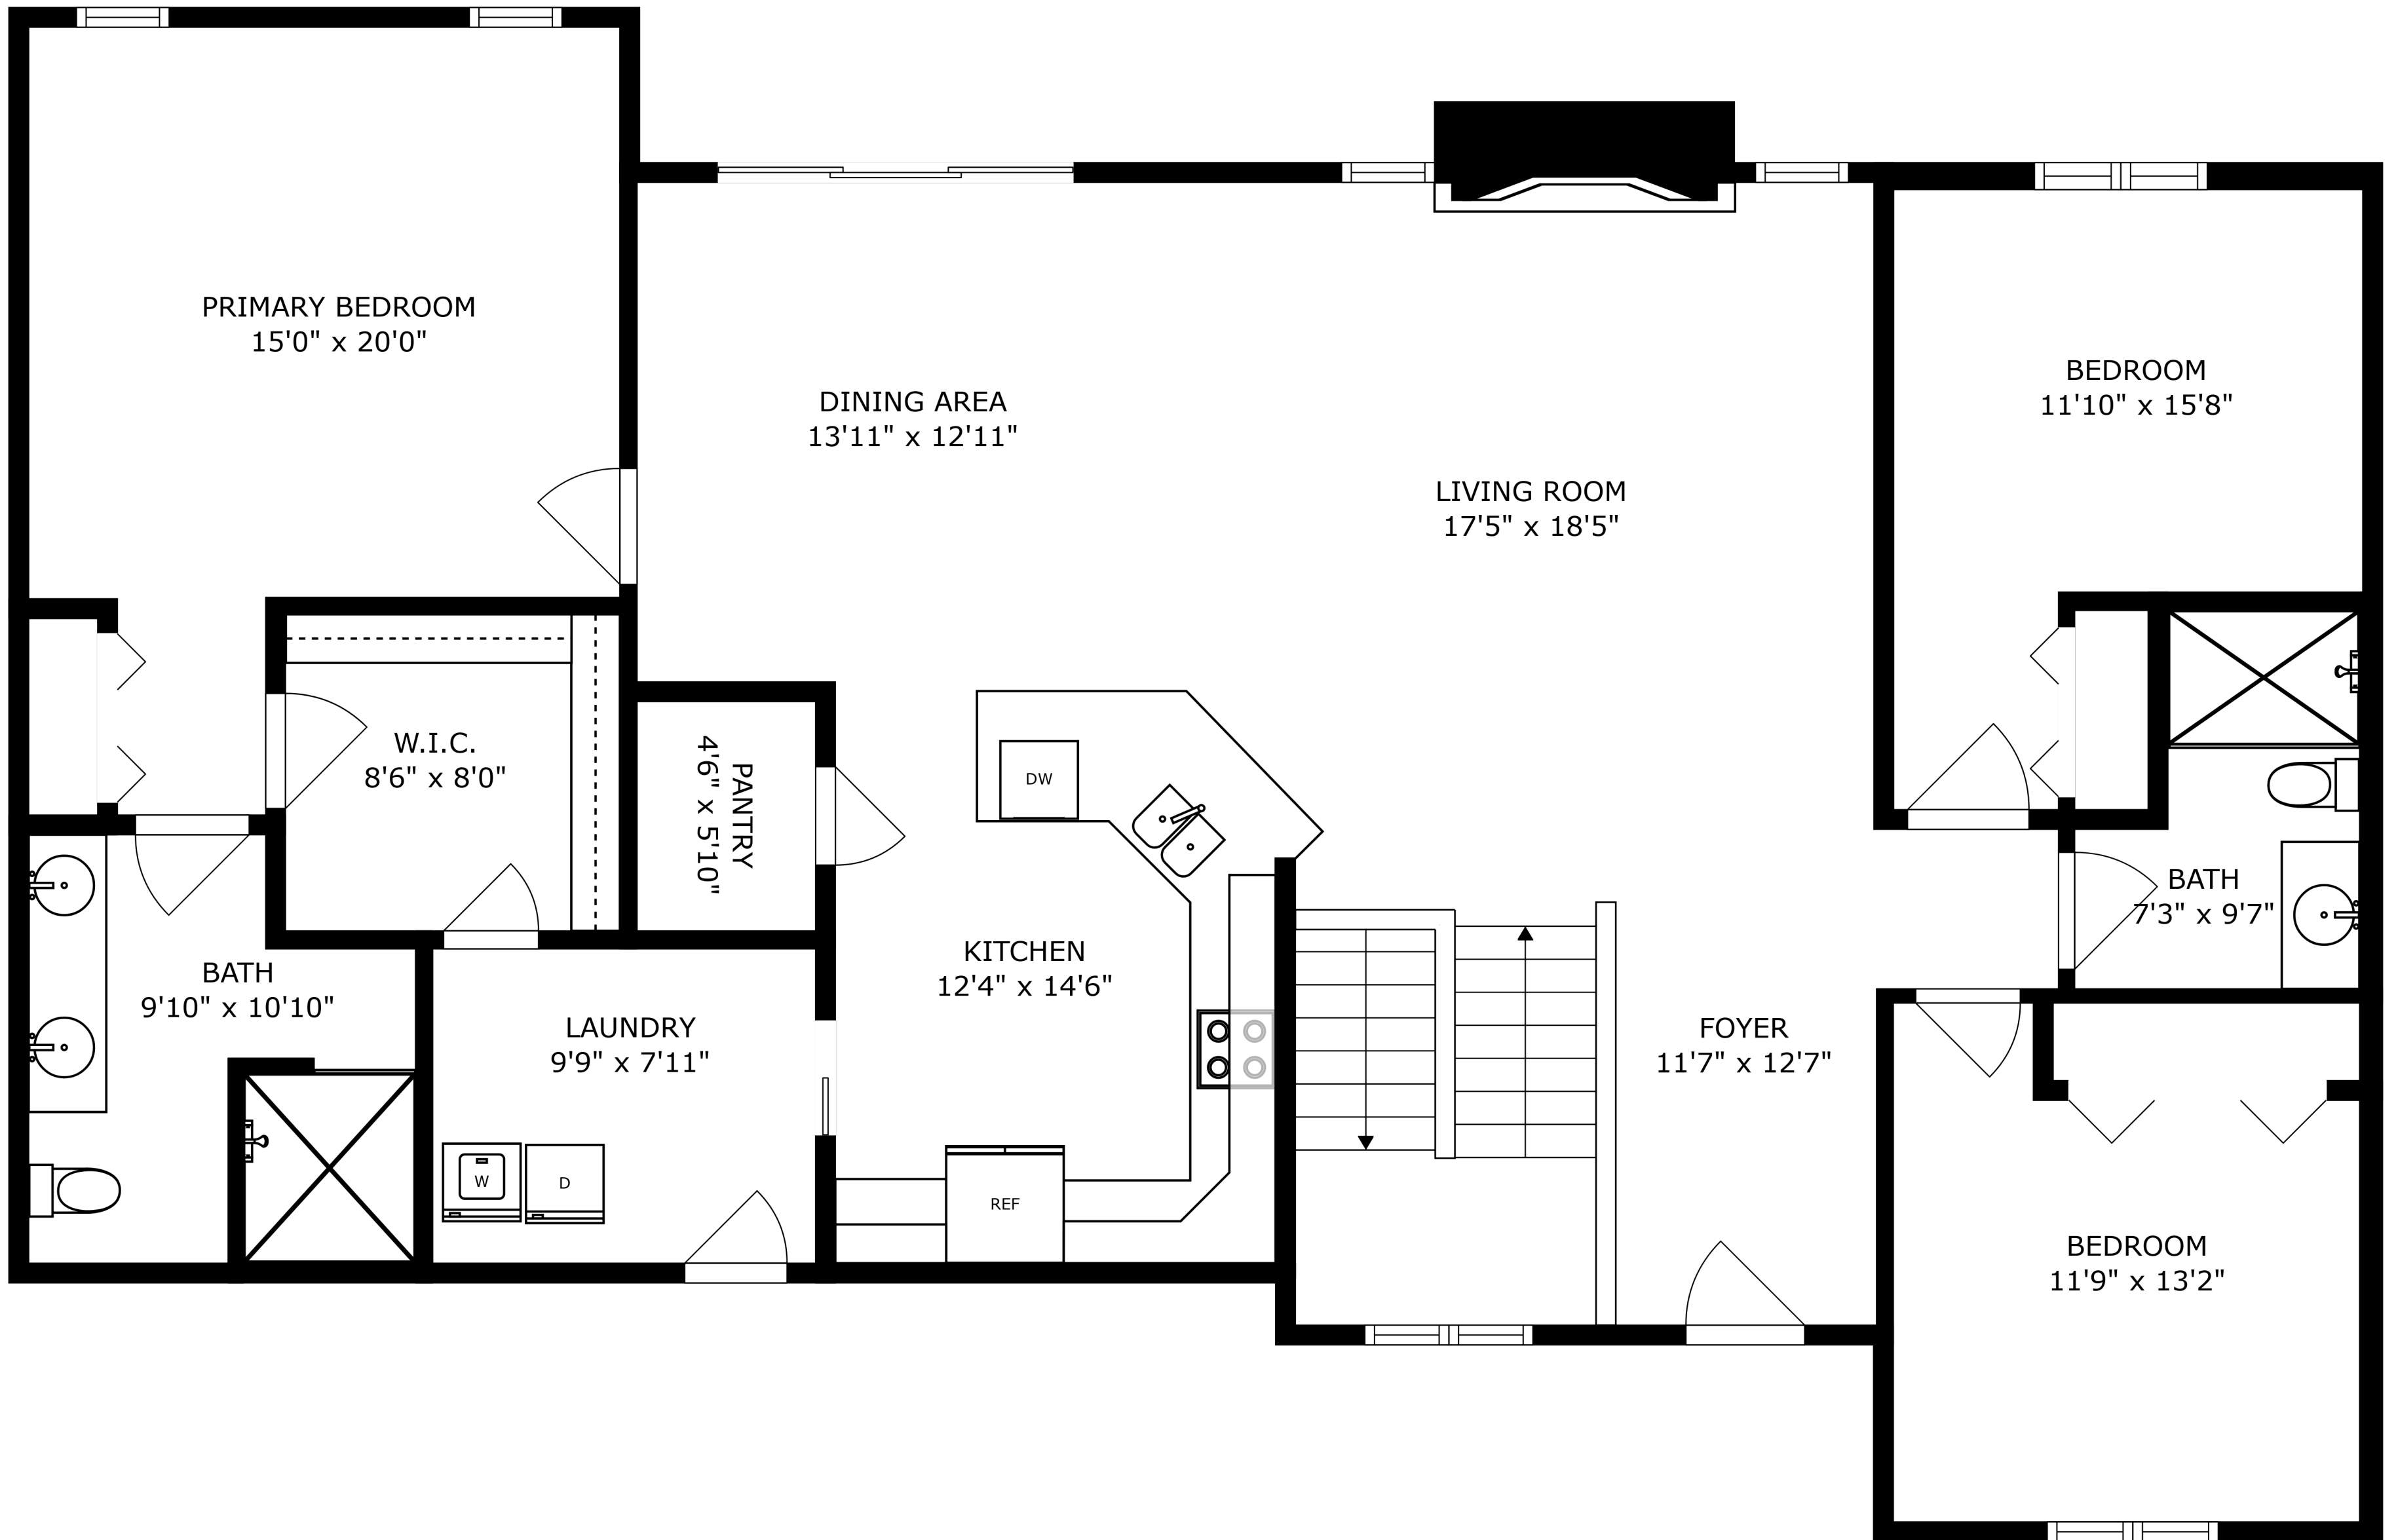 PRIMARY BEDROOM
15'0" x 20'0"
DINING AREA
13'11" x 12'11"
LIVING ROOM
17'5" x 18'5"
BEDROOM
11'10" x 15'8"
W.I.C.
8'6" x 8'0"
PANTRY
4'6" x 5'10"
DW
BATH
7'3" x 9'7"
BATH
9'10" x 10'10"
LAUNDRY
9'9" x 7'11"
KITCHEN
12'4" x 14'6"
FOYER
11'7" x 12'7"
W
D
REF
BEDROOM
11'9" x 13'2"